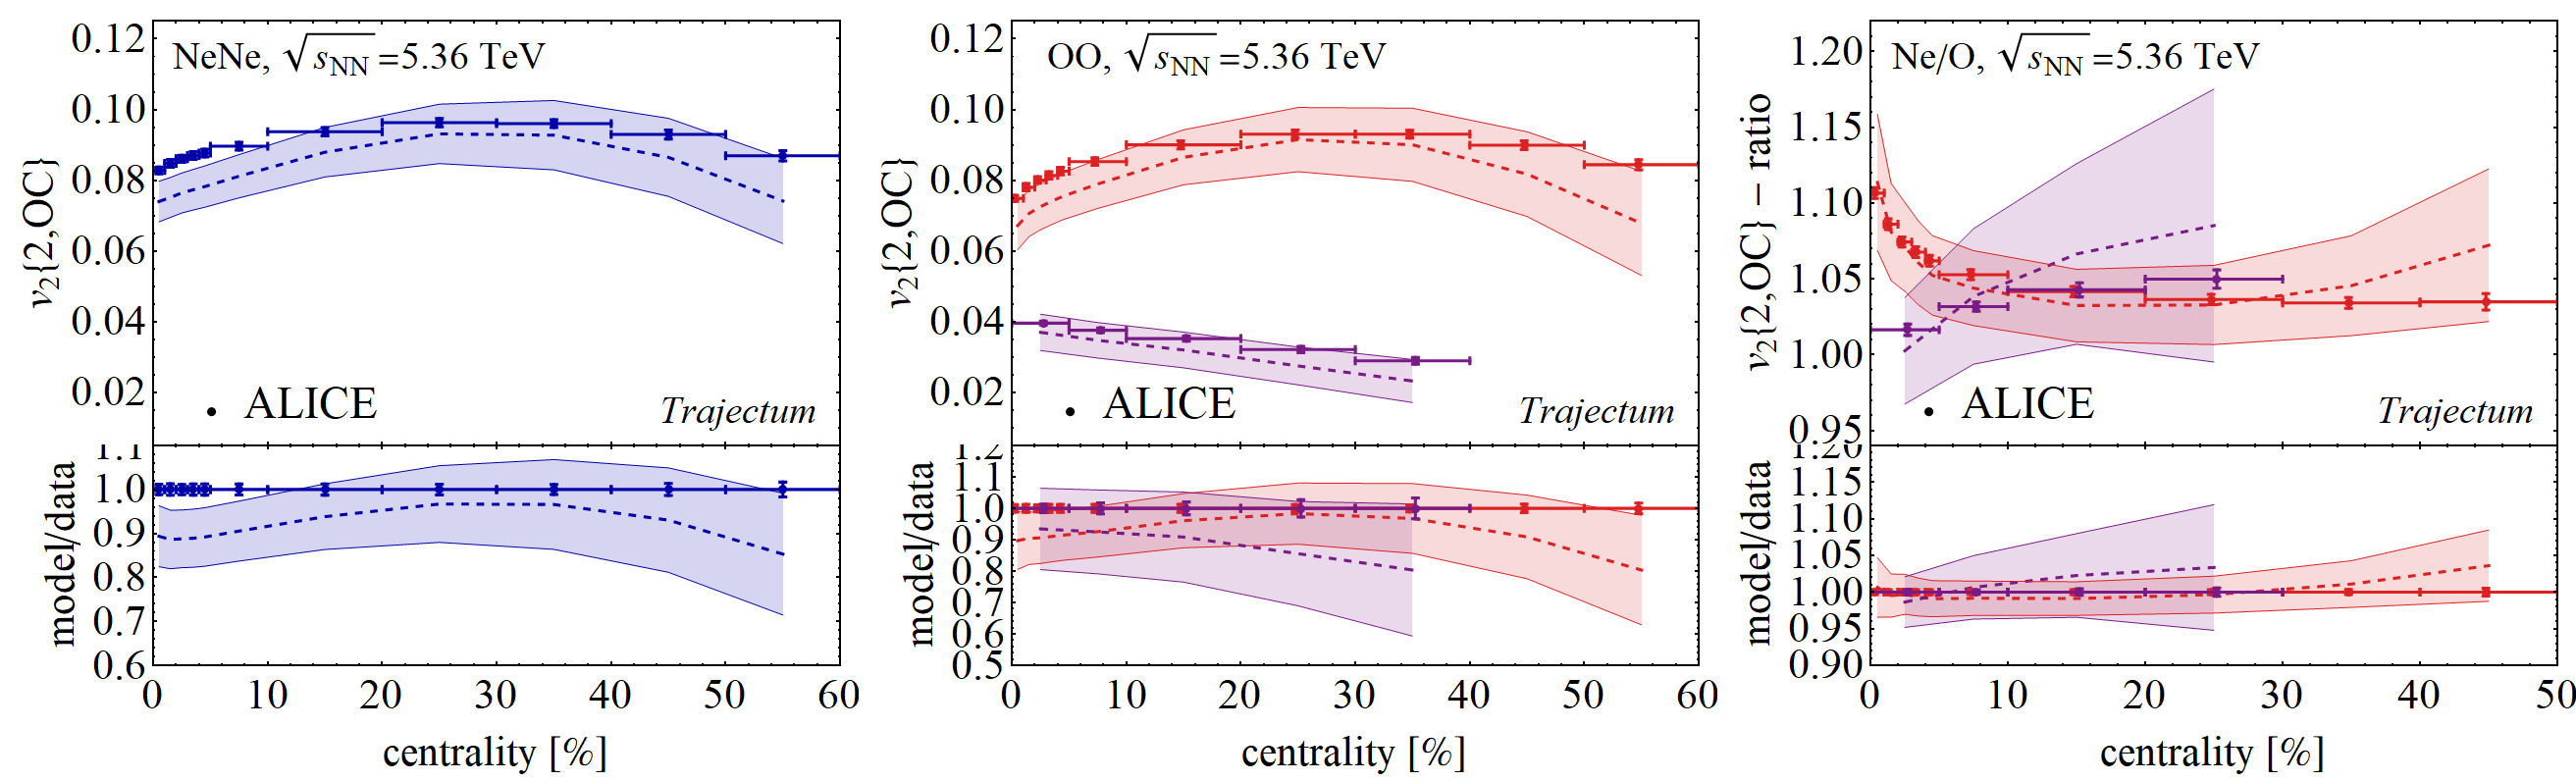 NeNe, √sNN=5.36 TeV
0.12
0.10
0.08
0.06
0.04
0.02
v2{2,OC}
• ALICE
Trajectum
1.1
1.0
0.9
0.8
0.7
0.6
model/data
0 10 20 30 40 50 60
centrality [%]
OO, √sNN=5.36 TeV
0.12
0.10
0.08
0.06
0.04
0.02
v2{2,OC}
• ALICE
Trajectum
1.2
1.1
1.0
0.9
0.8
0.7
0.6
0.5
model/data
0 10 20 30 40 50 60
centrality [%]
Ne/O, √sNN=5.36 TeV
1.20
1.15
1.10
1.05
1.00
0.95
v2{2,OC} − ratio
• ALICE
Trajectum
1.20
1.15
1.10
1.05
1.00
0.95
0.90
model/data
0 10 20 30 40 50
centrality [%]